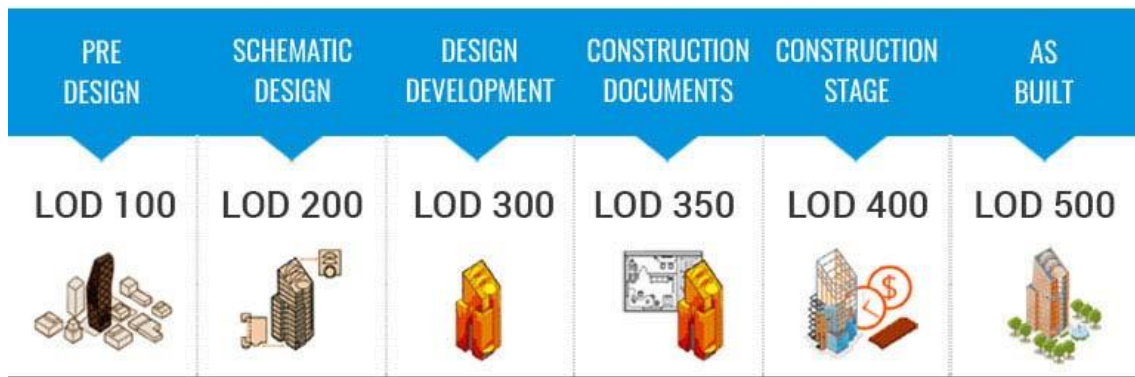 PRE
DESIGN
SCHEMATIC
DESIGN
DESIGN
DEVELOPMENT
CONSTRUCTION
DOCUMENTS
CONSTRUCTION
STAGE
AS
BUILT
LOD 100
LOD 200
LOD 300
LOD 350
LOD 400
LOD 500
$